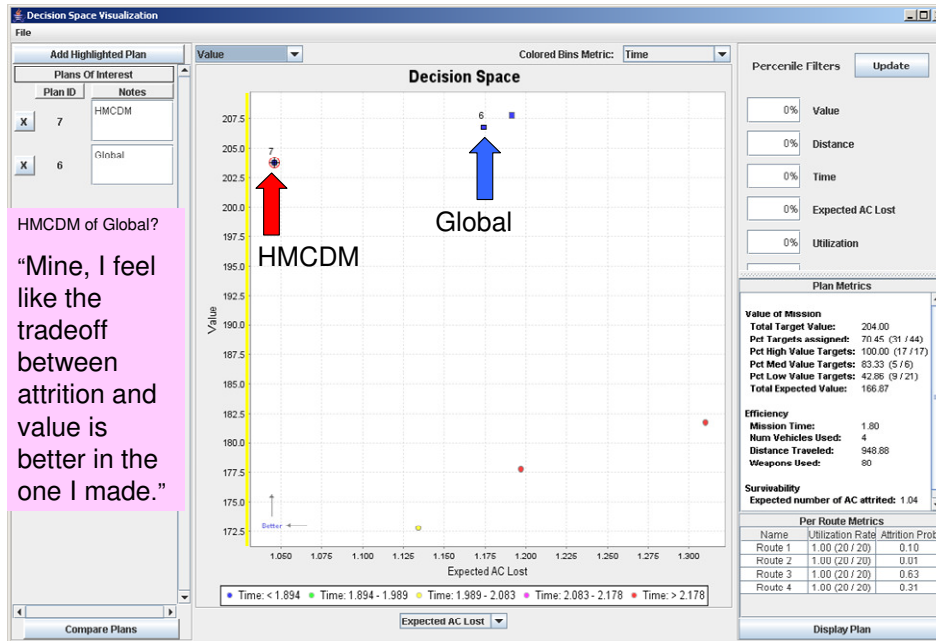 Decision Space Visualization
File
Add Highlighted Plan
Plans Of Interest
Plan ID Notes
X 7 HMCDM
X 6 Global
HMCDM of Global?
“Mine, I feel
like the
tradeoff
between
attrition and
value is
better in the
one I made.”
Compare Plans
Value
Colored Bins Metric: Time
Decision Space
Value
207.5
205.0
202.5
200.0
197.5
195.0
192.5
190.0
187.5
185.0
182.5
180.0
177.5
175.0
172.5
6
7
Global
HMCDM
Better
1.050 1.075 1.100 1.125 1.150 1.175 1.200 1.225 1.250 1.275 1.300
Expected AC Lost
Time: < 1.894 Time: 1.894 - 1.989 Time: 1.989 - 2.083 Time: 2.083 - 2.178 Time: > 2.178
Expected AC Lost
Percenile Filters Update
0% Value
0% Distance
0% Time
0% Expected AC Lost
0% Utilization
Plan Metrics
Value of Mission
Total Target Value: 204.00
Pct Targets assigned: 70.45 (31 / 44)
Pct High Value Targets: 100.00 (17 / 17)
Pct Med Value Targets: 83.33 (5 / 6)
Pct Low Value Targets: 42.86 (9 / 21)
Total Expected Value: 166.87
Efficiency
Mission Time: 1.80
Num Vehicles Used: 4
Distance Traveled: 948.88
Weapons Used: 80
Survivability
Expected number of AC attrited: 1.04
Per Route Metrics
Name Utilization Rate Attrition Prob
Route 1 1.00 (20 / 20) 0.10
Route 2 1.00 (20 / 20) 0.01
Route 3 1.00 (20 / 20) 0.63
Route 4 1.00 (20 / 20) 0.31
Display Plan